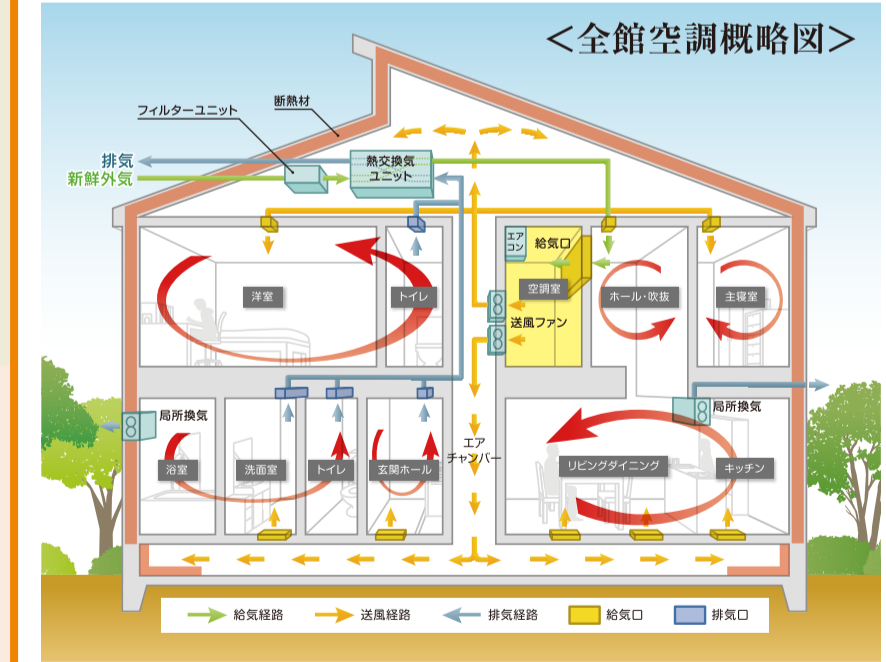 ＜全館空調概略図＞
フィルターユニット
断熱材
排気
新鮮外気
熱交換気
ユニット
エア
コン
給気口
洋室
トイレ
空調室
ホール・吹抜
主寝室
送風ファン
局所換気
局所換気
エア
チャンバー
浴室
洗面室
トイレ
玄関ホール
リビングダイニング
キッチン
給気経路
送風経路
排気経路
給気口
排気口